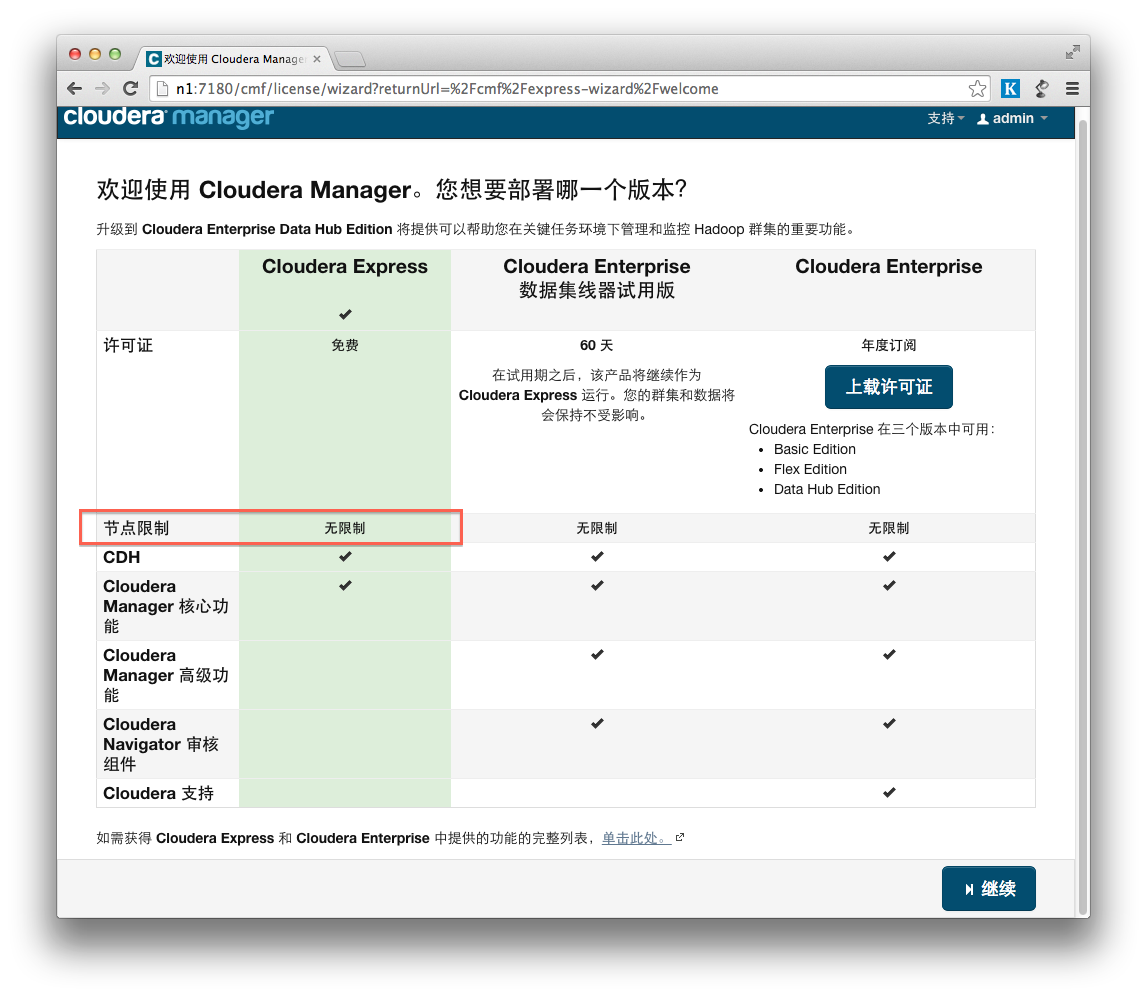 欢迎使用 Cloudera Manage
n1:7180/cmf/license/wizard?returnUrl=%2Fcmf%2Fexpress-wizard%2Fwelcome
K
cloudera manager
支持
admin
欢迎使用 Cloudera Manager。您想要部署哪一个版本？
升级到 Cloudera Enterprise Data Hub Edition 将提供可以帮助您在关键任务环境下管理和监控 Hadoop 群集的重要功能。
Cloudera Express
Cloudera Enterprise
数据集线器试用版
Cloudera Enterprise
许可证
免费
60 天
在试用期之后，该产品将继续作为
Cloudera Express 运行。您的群集和数据将
会保持不受影响。
年度订阅
上载许可证
Cloudera Enterprise 在三个版本中可用：
• Basic Edition
• Flex Edition
• Data Hub Edition
节点限制
无限制
无限制
无限制
CDH
Cloudera
Manager 核心功
能
Cloudera
Manager 高级功
能
Cloudera
Navigator 审核
组件
Cloudera 支持
如需获得 Cloudera Express 和 Cloudera Enterprise 中提供的功能的完整列表，单击此处。
继续